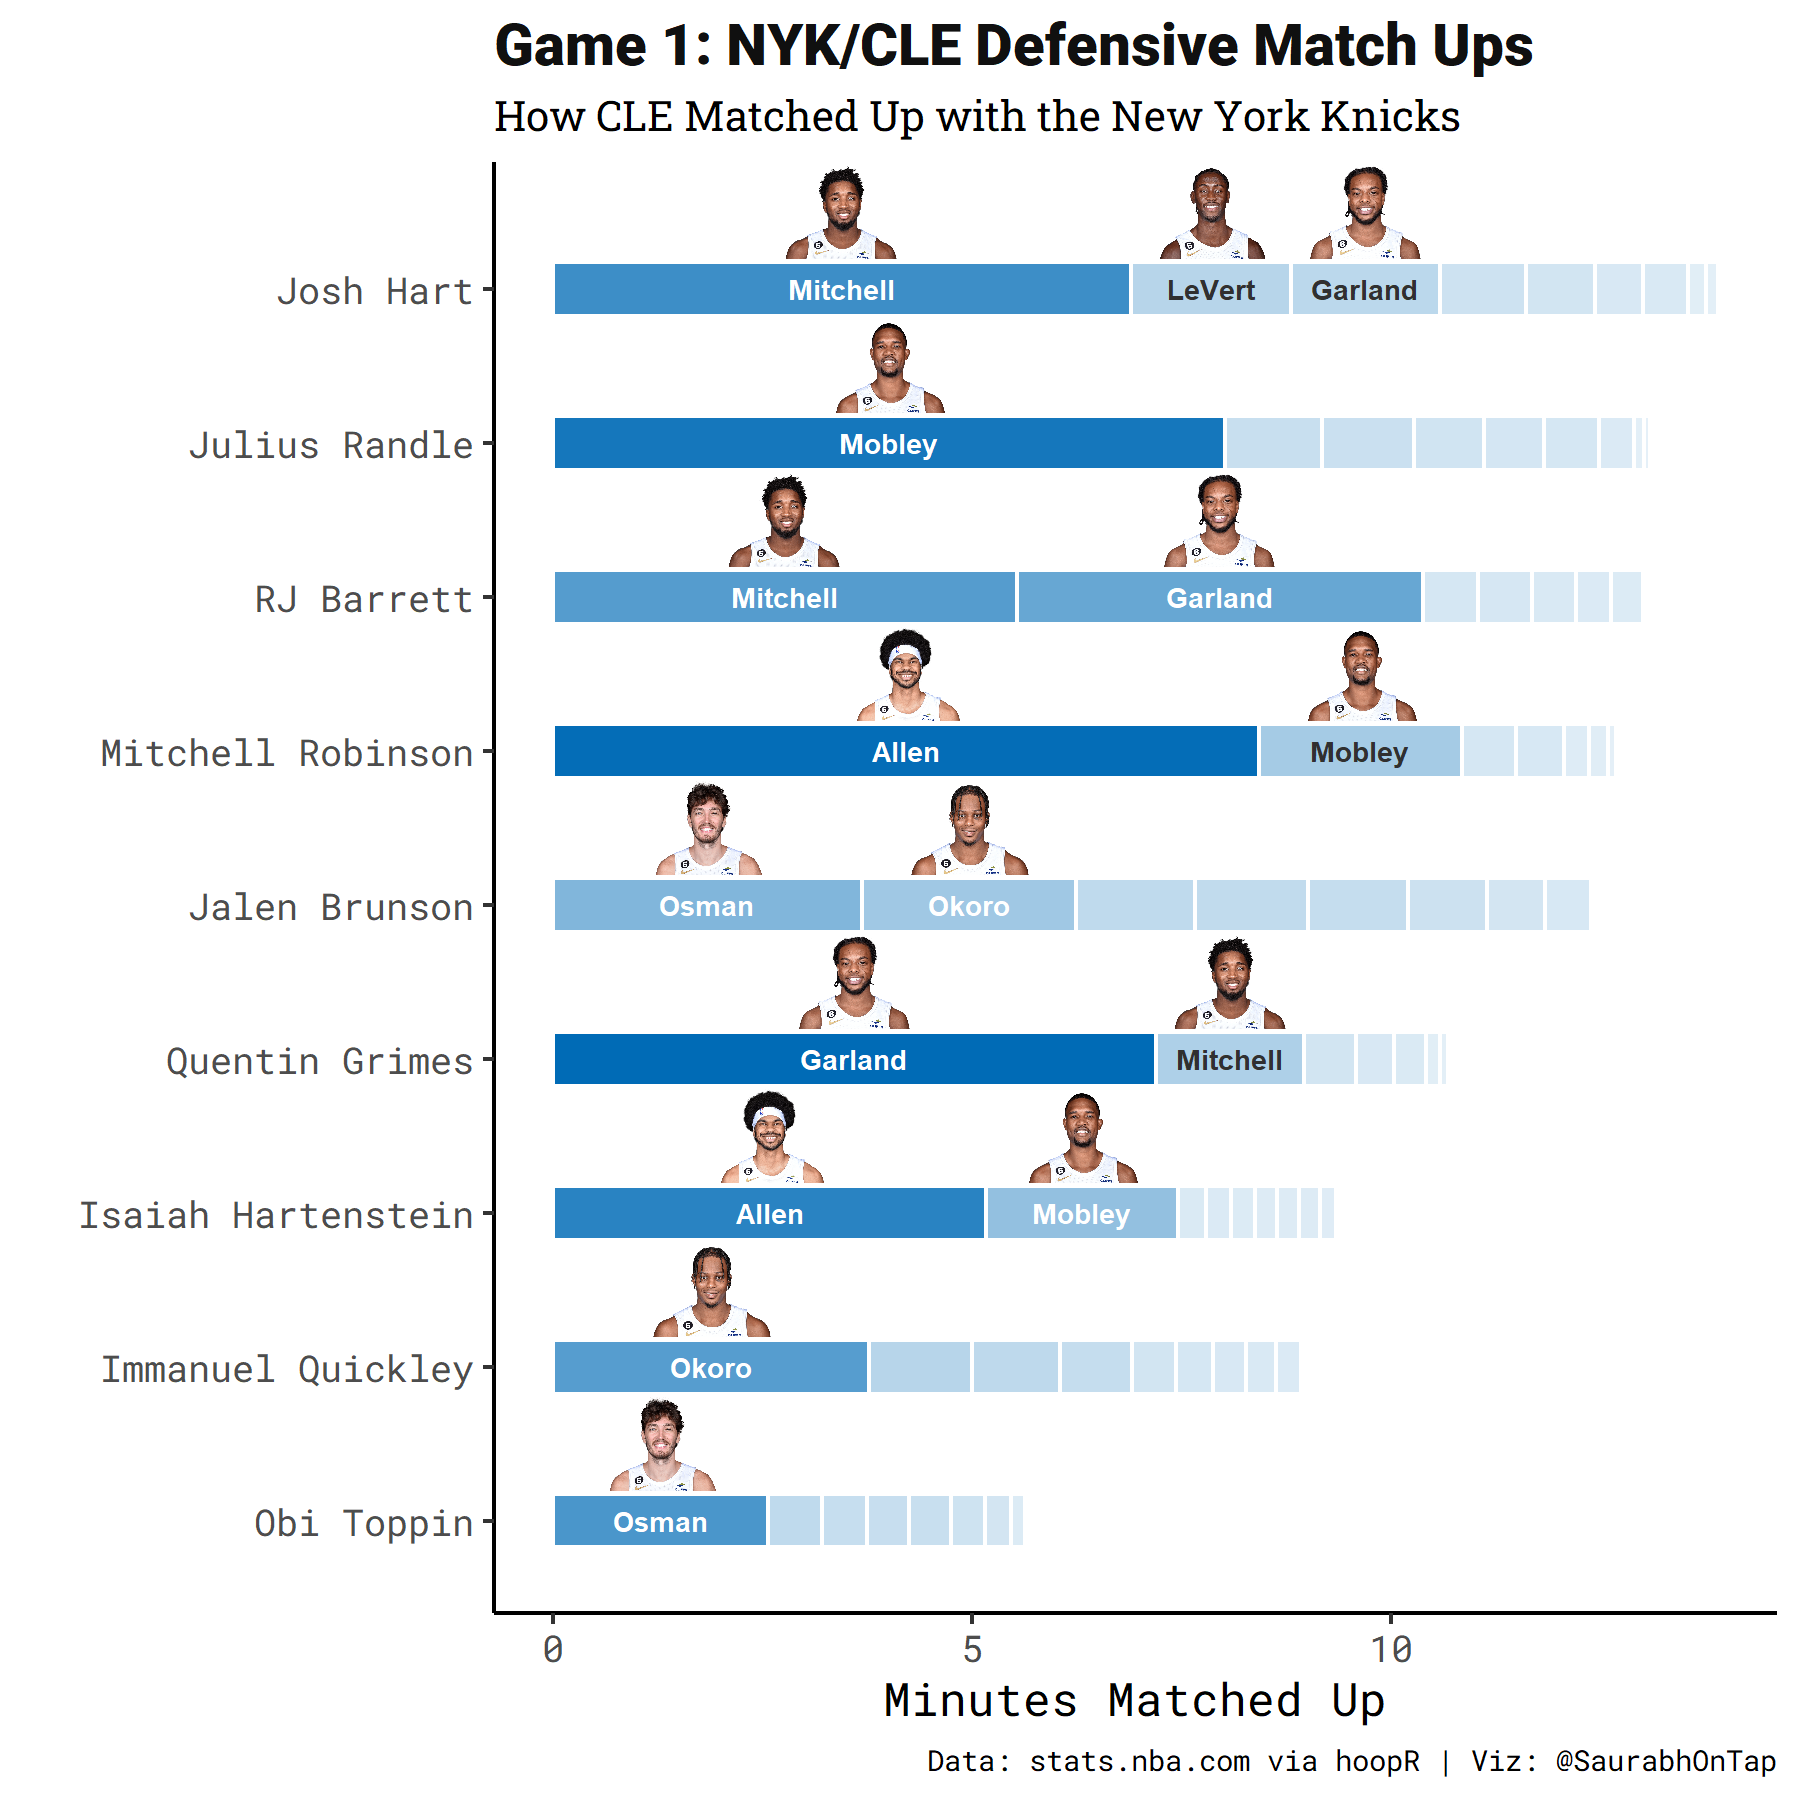 Game 1: NYK/CLE Defensive Match Ups
How CLE Matched Up with the New York Knicks
Josh Hart
Mitchell LeVert Garland
Julius Randle
Mobley
RJ Barrett
Mitchell Garland
Mitchell Robinson
Allen Mobley
Jalen Brunson
Osman Okoro
Quentin Grimes
Garland Mitchell
Isaiah Hartenstein
Allen Mobley
Immanuel Quickley
Okoro
Obi Toppin
Osman
0 5 10
Minutes Matched Up
Data: stats.nba.com via hoopR | Viz: @SaurabhOnTap